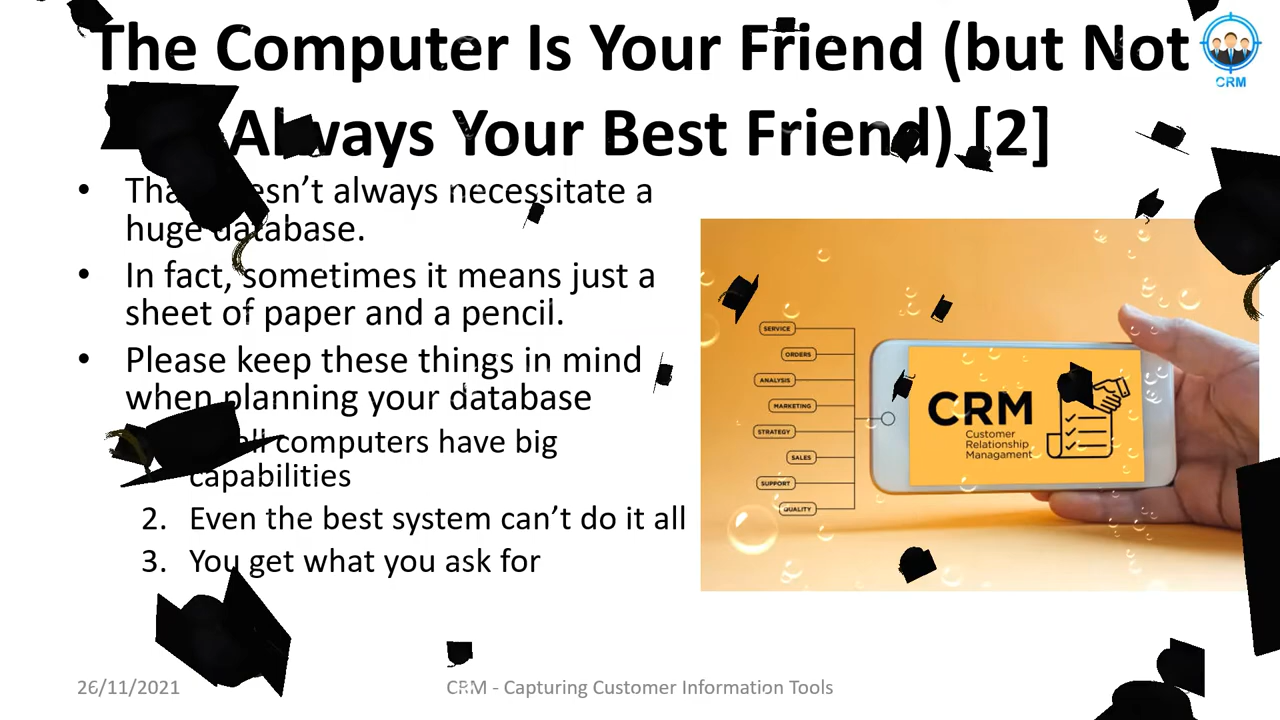 The Computer Is Your Friend (but Not
Always Your Best Friend) [2]
• That doesn't always necessitate a
huge database.
• In fact, sometimes it means just a
sheet of paper and a pencil.
• Please keep these things in mind
when planning your database
computers have big
capabilities
2. Even the best system can't do it all
3. You get what you ask for
CRM
SERVICE
ORDERS
ANALYSIS
MARKETING
STRATEGY
SALES
SUPPORT
QUALITY
CRM
Customer
Relationship
Managament
26/11/2021
CRM - Capturing Customer Information Tools